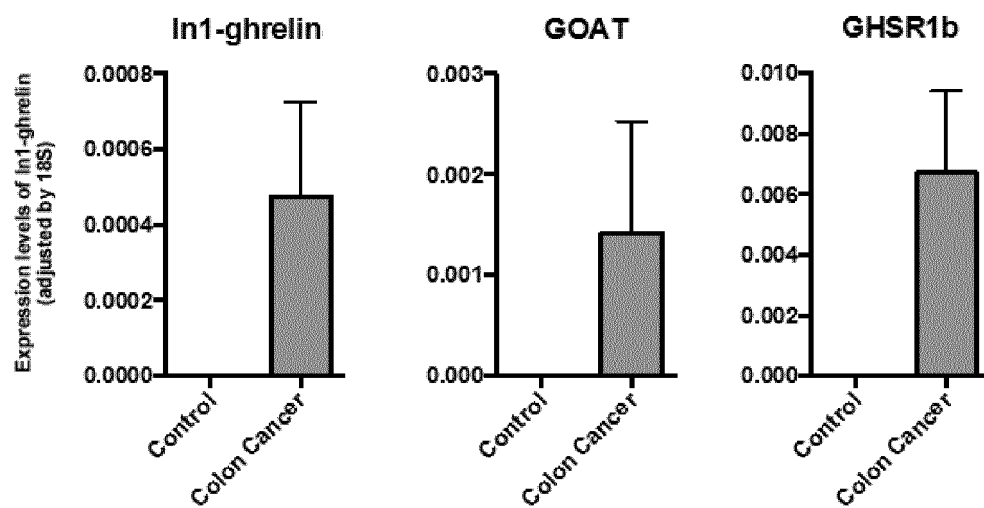 In1-ghrelin
Expression levels of In1-ghrelin
(adjusted by 18S)
0.0008
0.0006
0.0004
0.0002
0.0000
Control
Colon Cancer
GOAT
0.003
0.002
0.001
0.000
Control
Colon Cancer
GHSR1b
0.010
0.008
0.006
0.004
0.002
0.000
Control
Colon Cancer